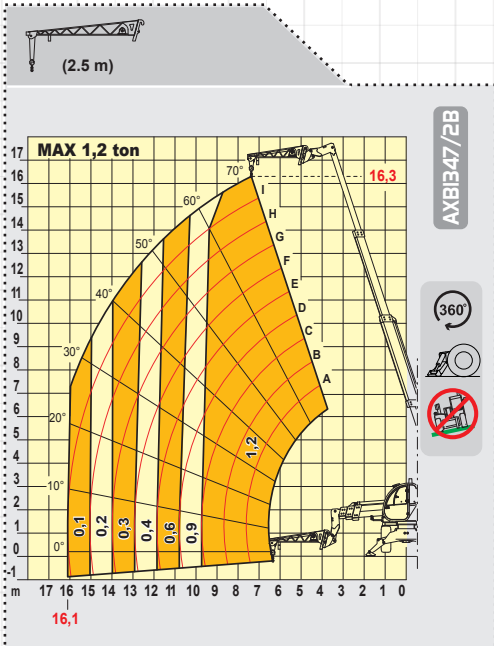 (2.5 m)
AXB1347/2B
MAX 1,2 ton
17
16
15
14
13
12
11
10
9
8
7
6
5
4
3
2
1
0
-1
70°
60°
50°
40°
30°
20°
10°
0°
16,3
I
H
G
F
E
D
C
B
A
360°
1,2
0,1
0,2
0,3
0,4
0,6
0,9
m 17 16 15 14 13 12 11 10 9 8 7 6 5 4 3 2 1 0
16,1